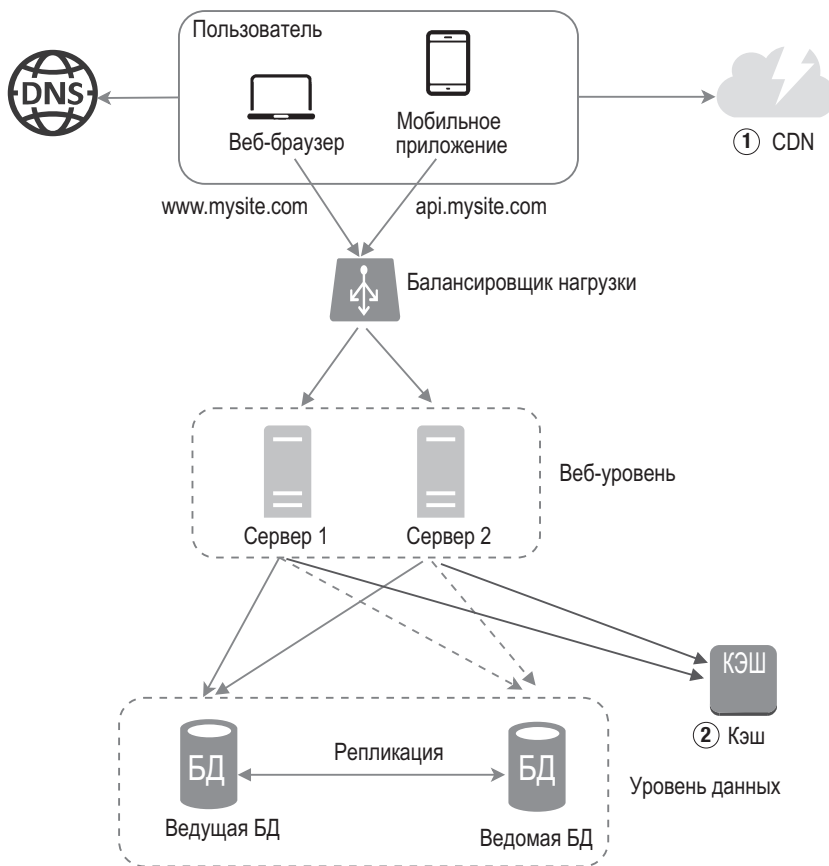 Пользователь
DNS
Веб-браузер
Мобильное
приложение
1 CDN
www.mysite.com
api.mysite.com
Балансировщик нагрузки
Веб-уровень
Сервер 1
Сервер 2
КЭШ
2 Кэш
БД
Репликация
БД
Уровень данных
Ведущая БД
Ведомая БД